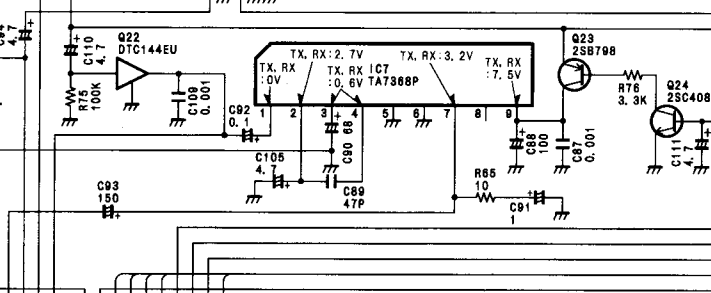 C94
4.7
C110
4.7
Q22
DTC144EU
R75
100K
C109
0.001
C92
0.1
TX, RX
:0V
TX, RX:2.7V
TX, RX
:0.6V
IC7
TA7368P
TX, RX:3.2V
TX, RX
:7.5V
1 2 3 4 5 6 7 8 9
C90 68
C105
4.7
C89
47P
C93
150
R65
10
C91
1
C88
100
C87
0.001
Q23
2SB798
R76
3.3K
Q24
2SC408
C111
4.7